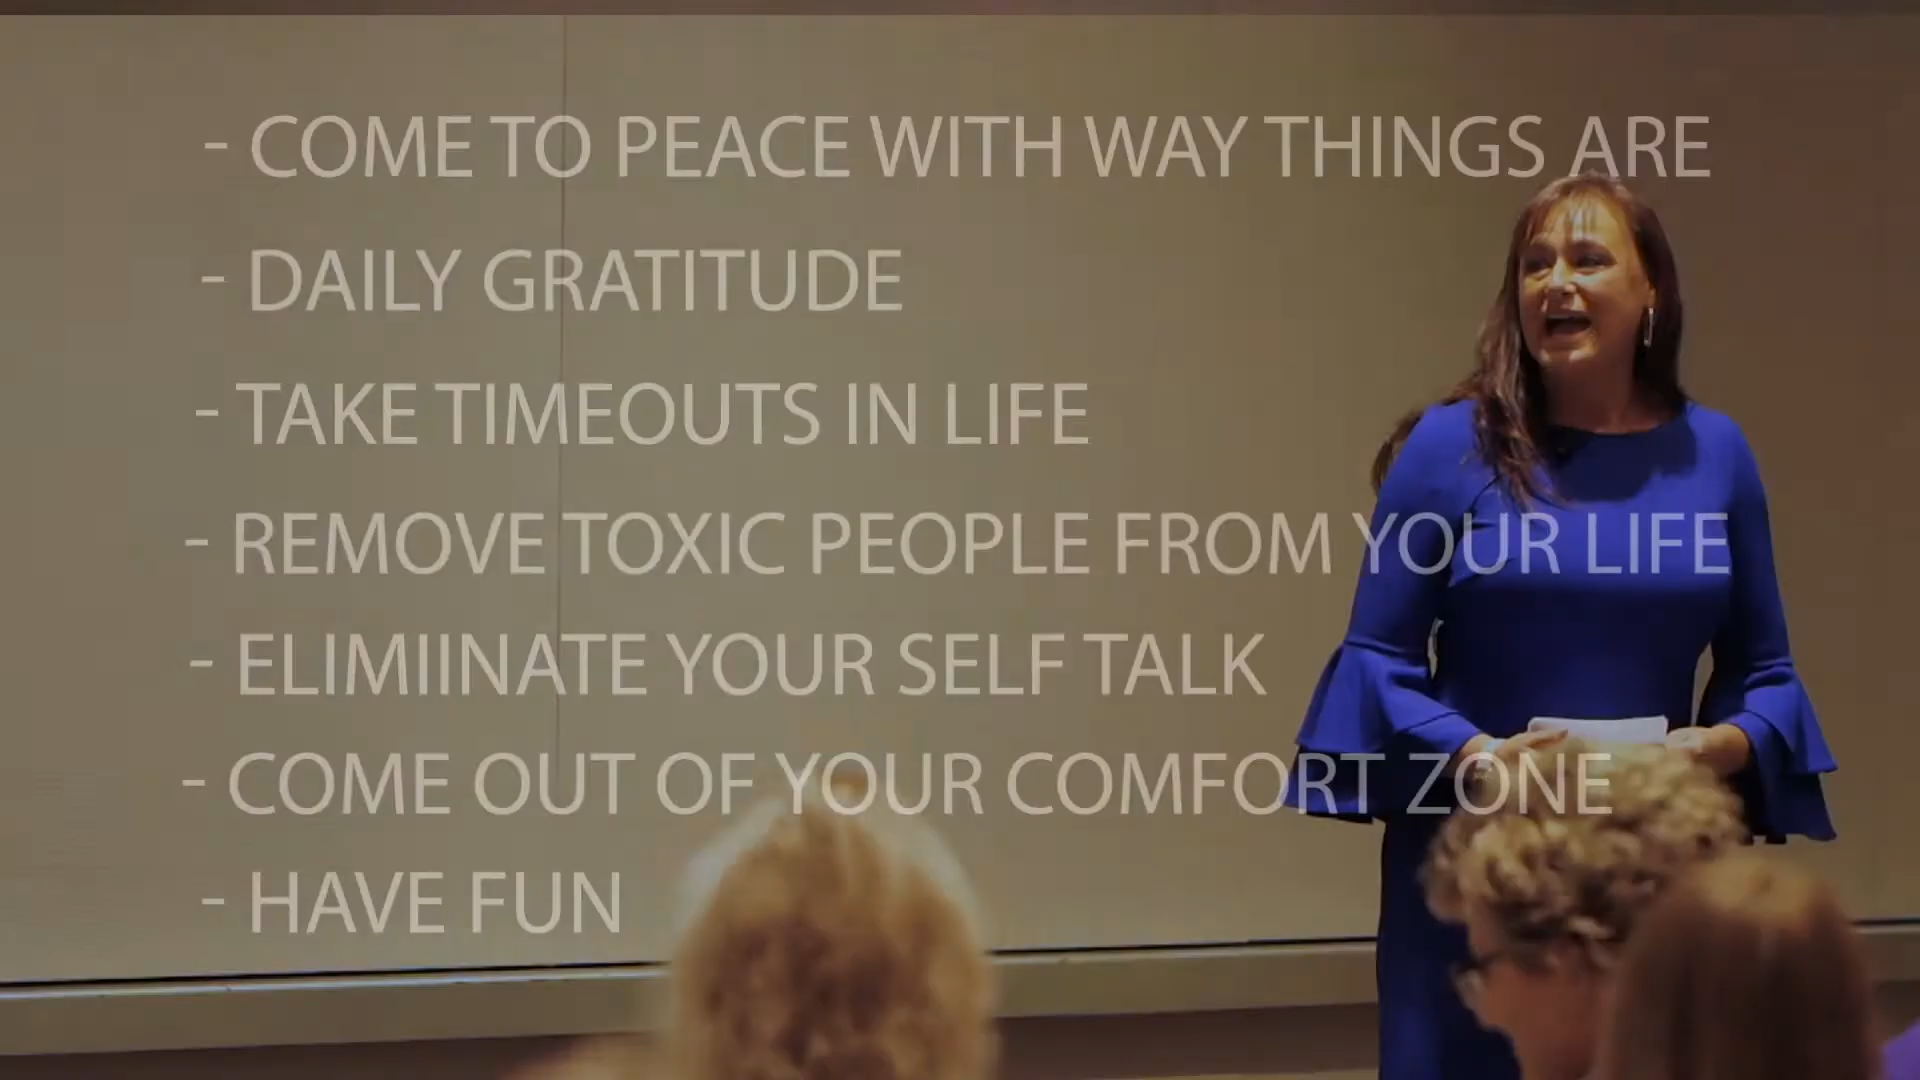 - COME TO PEACE WITH WAY THINGS ARE
- DAILY GRATITUDE
- TAKE TIMEOUTS IN LIFE
- REMOVE TOXIC PEOPLE FROM YOUR LIFE
- ELIMIINATE YOUR SELF TALK
- COME OUT OF YOUR COMFORT ZONE
- HAVE FUN